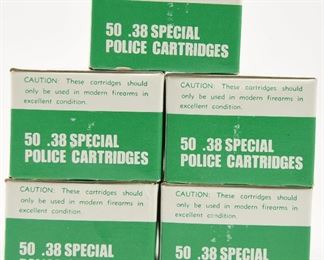 50 .38 SPECIAL
POLICE CARTRIDGES
CAUTION: These cartridges should
only be used in modern firearms in
excellent condition.
50 .38 SPECIAL
POLICE CARTRIDGES
CAUTION: These cartridges should
only be used in modern firearms in
excellent condition.
50 .38 SPECIAL
POLICE CARTRIDGES
CAUTION: These cartridges should
only be used in modern firearms in
excellent condition.
50 .38 SPECIAL
CAUTION: These cartridges should
only be used in modern firearms in
excellent condition.
50 .38 SPECIAL